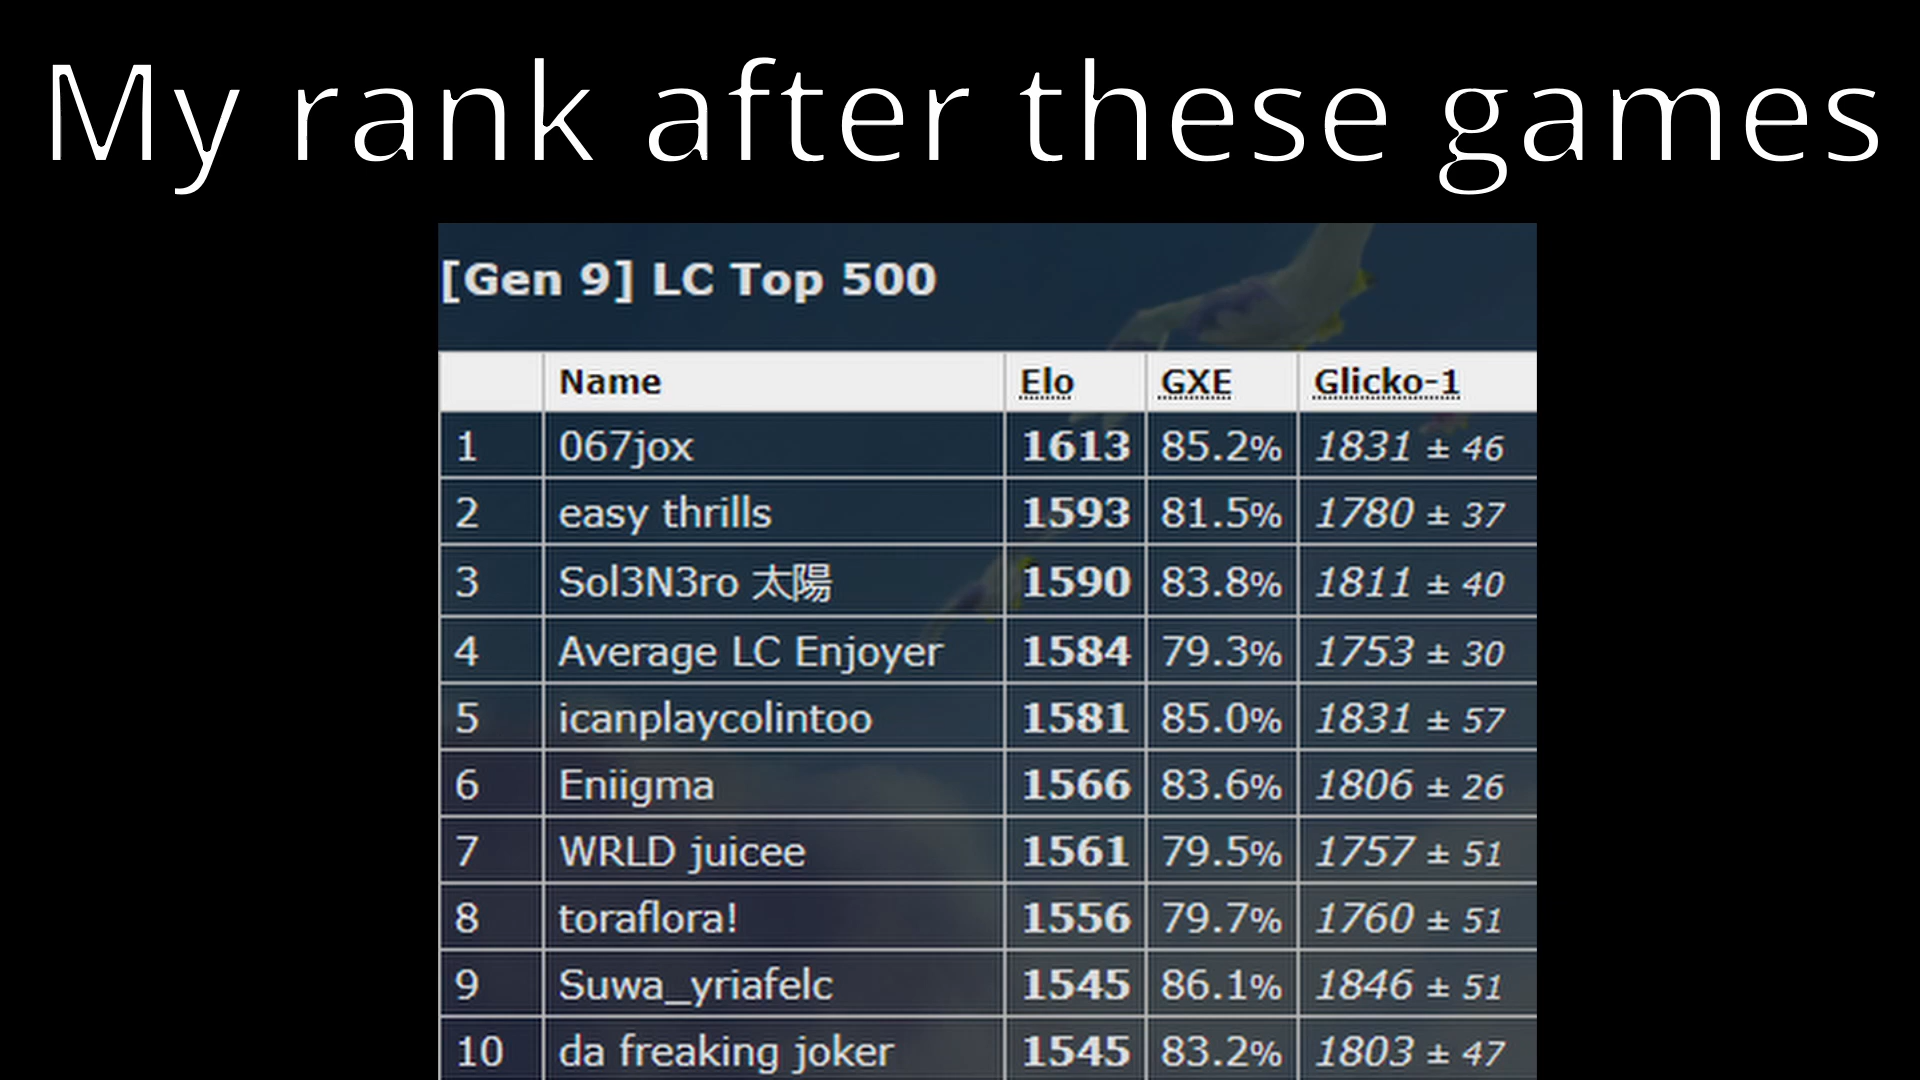 My rank after these games
[Gen 9] LC Top 500
Name Elo GXE Glicko-1
1 067jox 1613 85.2% 1831 ± 46
2 easy thrills 1593 81.5% 1780 ± 37
3 Sol3N3ro 太陽 1590 83.8% 1811 ± 40
4 Average LC Enjoyer 1584 79.3% 1753 ± 30
5 icanplaycolintoo 1581 85.0% 1831 ± 57
6 Eniigma 1566 83.6% 1806 ± 26
7 WRLD juicee 1561 79.5% 1757 ± 51
8 toraflora! 1556 79.7% 1760 ± 51
9 Suwa_yriafelc 1545 86.1% 1846 ± 51
10 da freaking joker 1545 83.2% 1803 ± 47